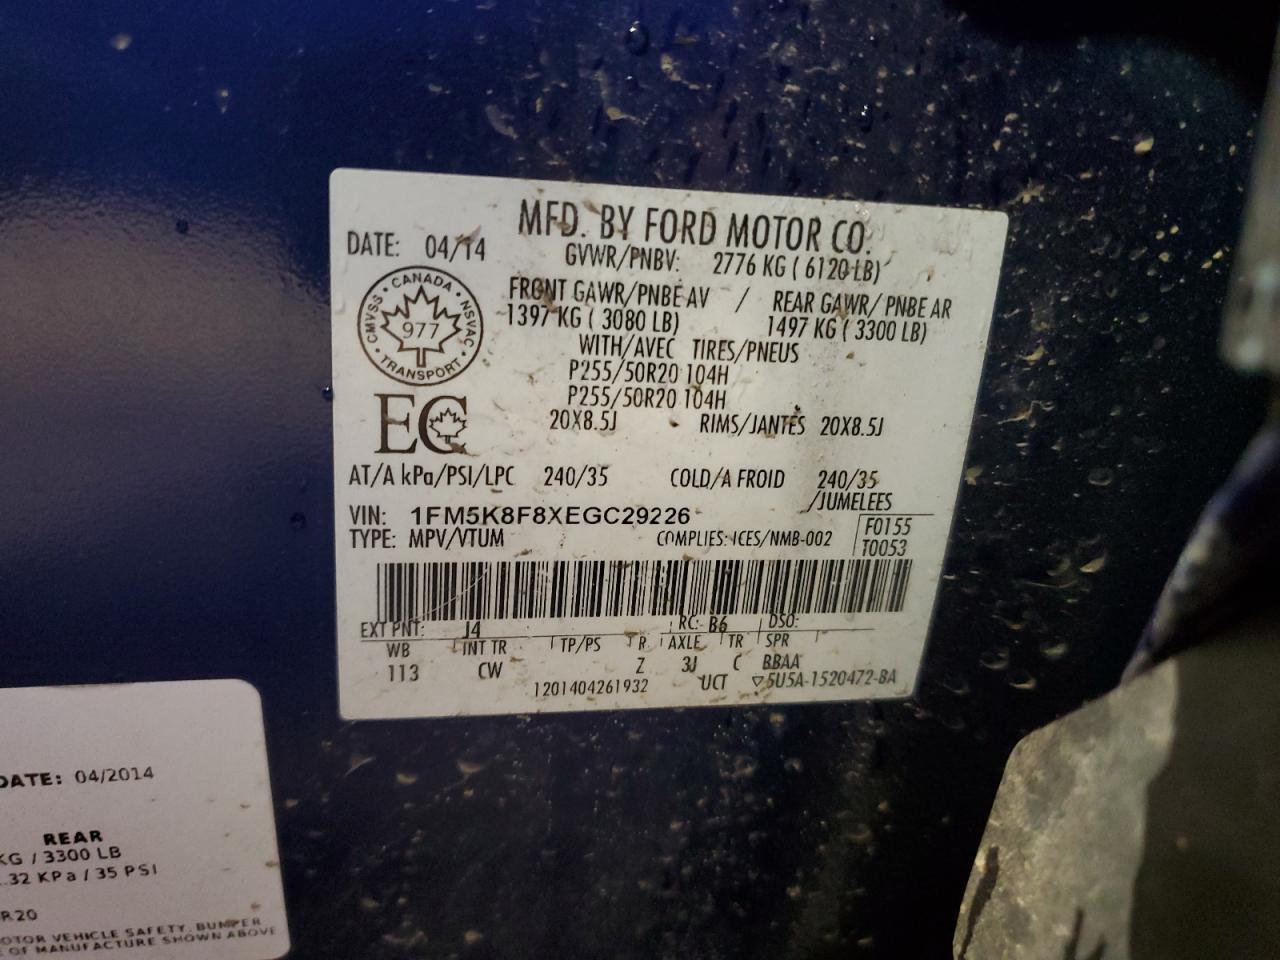 MFD. BY FORD MOTOR CO.
DATE: 04/14
GVWR/PNBV: 2776 KG ( 6120 LB)
FRONT GAWR/PNBE AV / REAR GAWR/ PNBE AR
1397 KG ( 3080 LB) 1497 KG ( 3300 LB)
WITH/AVEC TIRES/PNEUS
P255/50R20 104H
P255/50R20 104H
20X8.5J RIMS/JANTES 20X8.5J
CMVSS • CANADA • NSVAC • TRANSPORT
977
EC
AT/A kPa/PSI/LPC 240/35 COLD/A FROID 240/35
/JUMELEES
VIN: 1FM5K8F8XEGC29226
F0155
TYPE: MPV/VTUM COMPLIES: ICES/NMB-002
T0053
EXT PNT: J4 RC: B6 DSO:
WB INT TR TP/PS R AXLE TR SPR
113 CW Z 3J C BBAA
1201404261932 UCT ▽5U5A-1520472-BA
DATE: 04/2014
REAR
KG / 3300 LB
.32 KPa / 35 PSI
R20
OTOR VEHICLE SAFETY, BUMPER
E OF MANUFACTURE SHOWN ABOVE